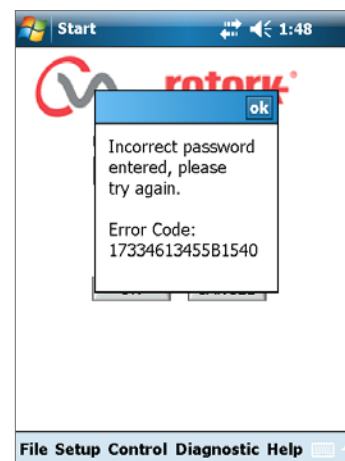 Start 1:48
rotork
ok
Incorrect password
entered, please
try again.
Error Code:
17334613455B1540
File Setup Control Diagnostic Help